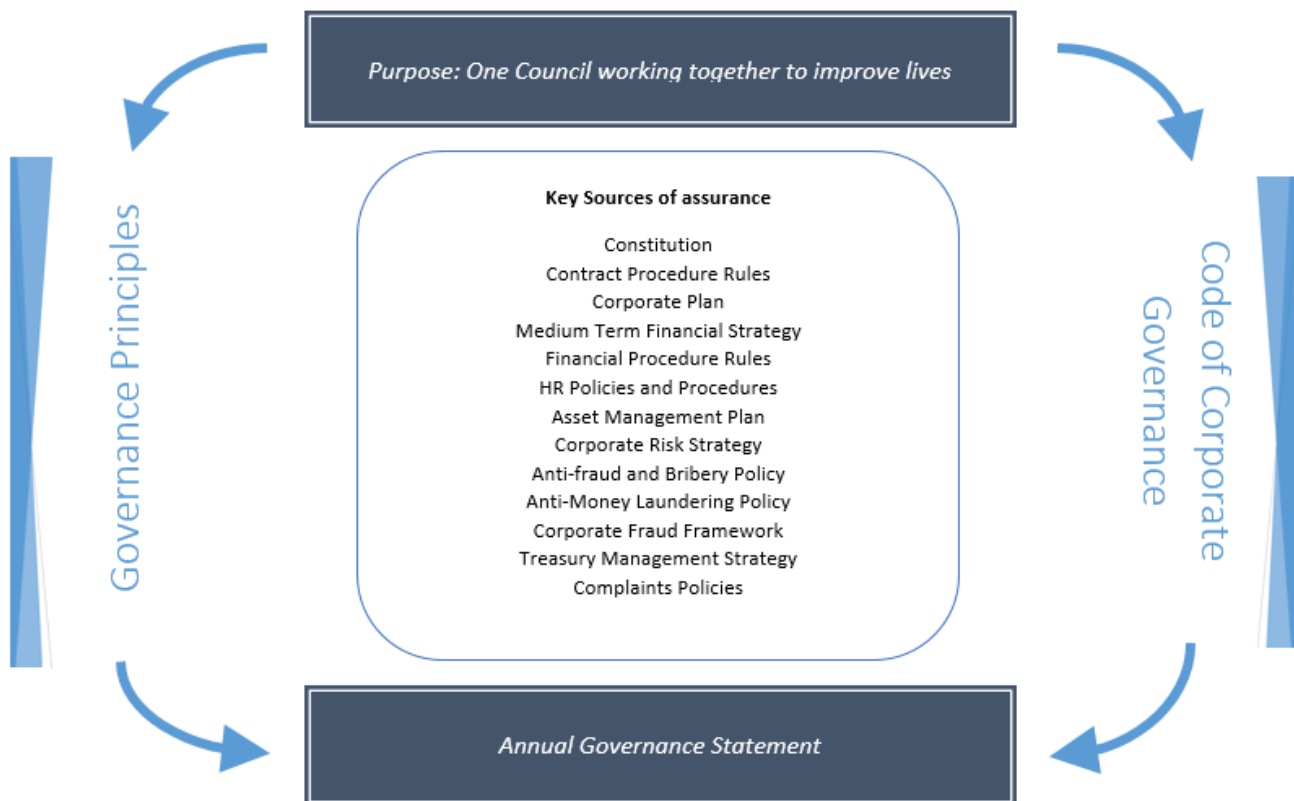 Purpose: One Council working together to improve lives
Governance Principles
Key Sources of assurance
Constitution
Contract Procedure Rules
Corporate Plan
Medium Term Financial Strategy
Financial Procedure Rules
HR Policies and Procedures
Asset Management Plan
Corporate Risk Strategy
Anti-fraud and Bribery Policy
Anti-Money Laundering Policy
Corporate Fraud Framework
Treasury Management Strategy
Complaints Policies
Code of Corporate
Governance
Annual Governance Statement